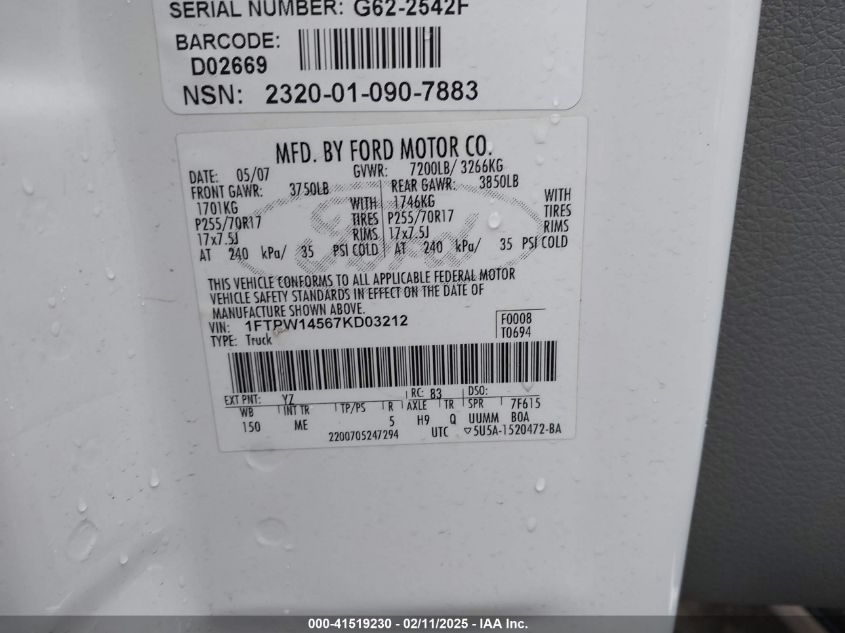 SERIAL NUMBER: G62-2542F
BARCODE:
D02669
NSN: 2320-01-090-7883
MFD. BY FORD MOTOR CO.
DATE: 05/07 GVWR: 7200LB/ 3266KG
FRONT GAWR: 3750LB REAR GAWR: 3850LB
1701KG WITH 1746KG WITH
P255/70R17 TIRES P255/70R17 TIRES
17x7.5J RIMS 17x7.5J RIMS
AT 240 kPa/ 35 PSI COLD AT 240 kPa/ 35 PSI COLD
Ford
THIS VEHICLE CONFORMS TO ALL APPLICABLE FEDERAL MOTOR
VEHICLE SAFETY STANDARDS IN EFFECT ON THE DATE OF
MANUFACTURE SHOWN ABOVE.
VIN: 1FTPW14567KD03212 F0008
TYPE: Truck T0694
EXT PNT: YZ RC: 83 DSO:
WB INT TR TP/PS R AXLE TR SPR 7F615
150 ME 5 H9 Q UUMM BOA
2200705247294 UTC ▽5U5A-1520472-BA
000-41519230 - 02/11/2025 - IAA Inc.